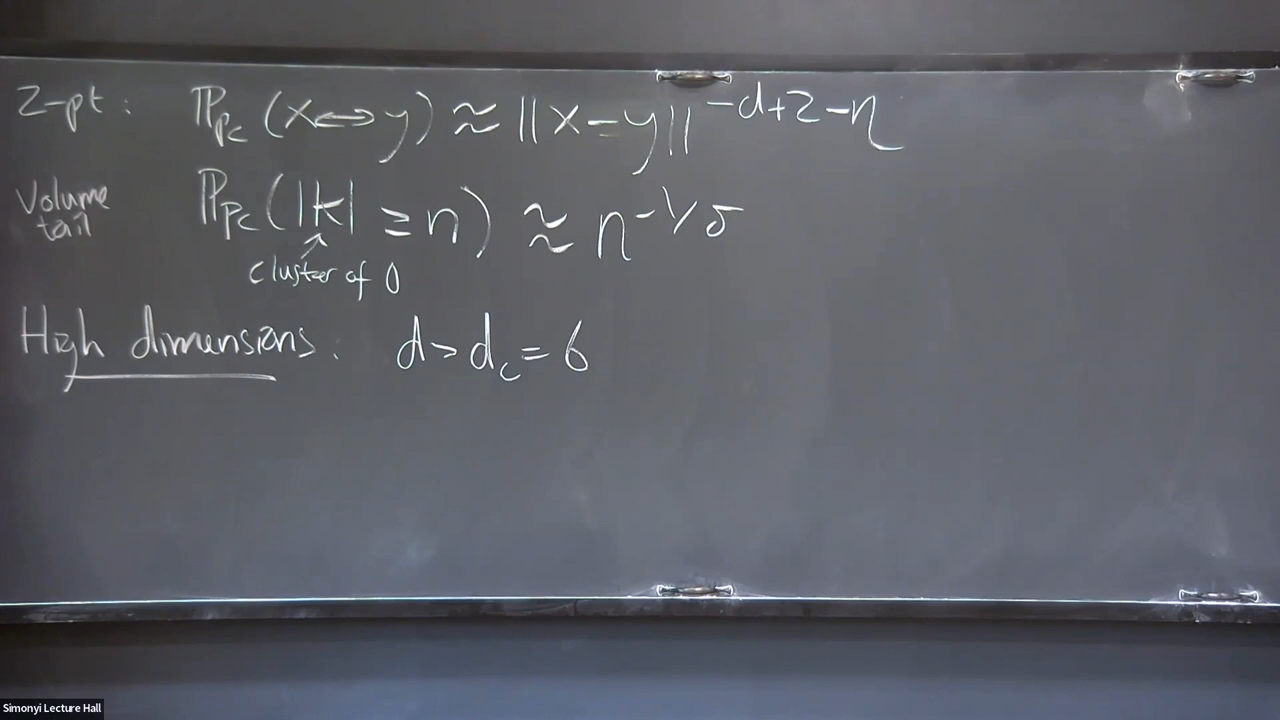 2-pt: ℙ_{p_c}(x↔y) ≈ ||x-y||^{-d+2-η}
Volume tail ℙ_{p_c}(|K| ≥ n) ≈ n^{-1/δ}
↗ cluster of 0
High dimensions: d > d_c = 6
Simonyi Lecture Hall